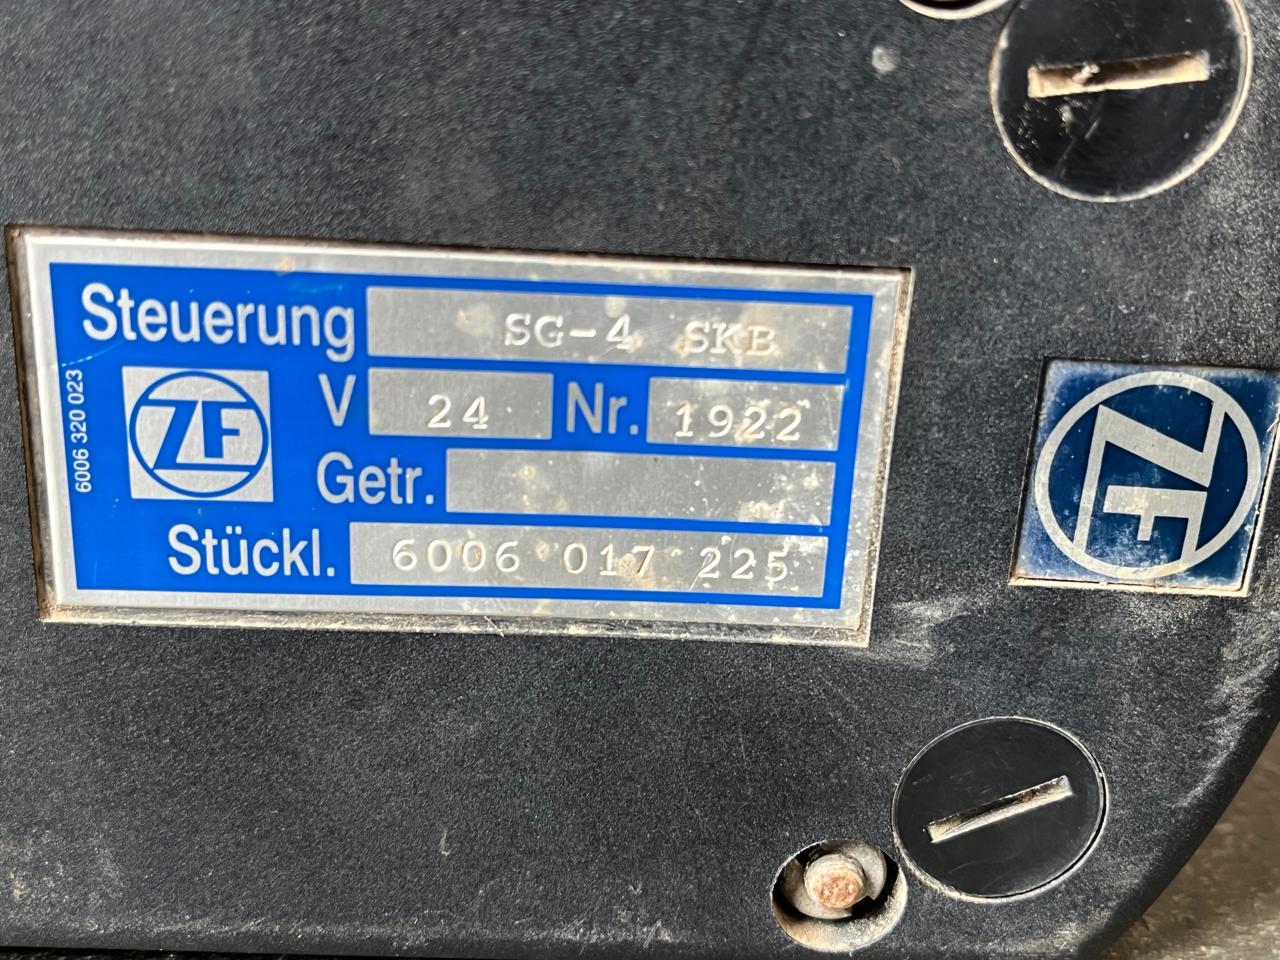 Steuerung SG-4 SKB
6006 320 023
ZF
V 24 Nr. 1922
Getr.
Stückl. 6006 017 225
ZF